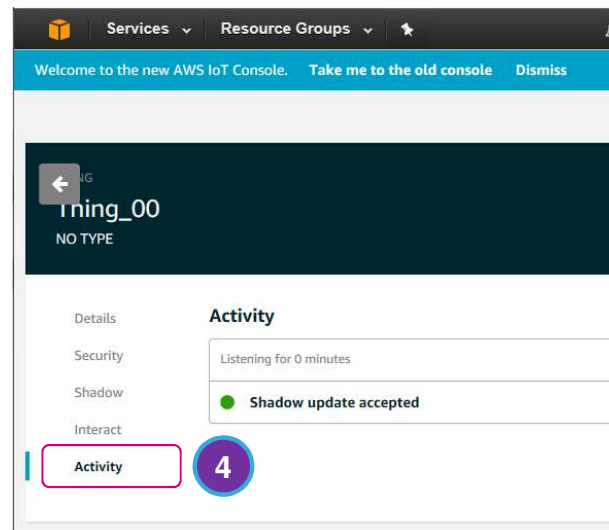 Services Resource Groups
Welcome to the new AWS IoT Console. Take me to the old console Dismiss
Thing_00
NO TYPE
Details
Security
Shadow
Interact
Activity
4
Activity
Listening for 0 minutes
Shadow update accepted